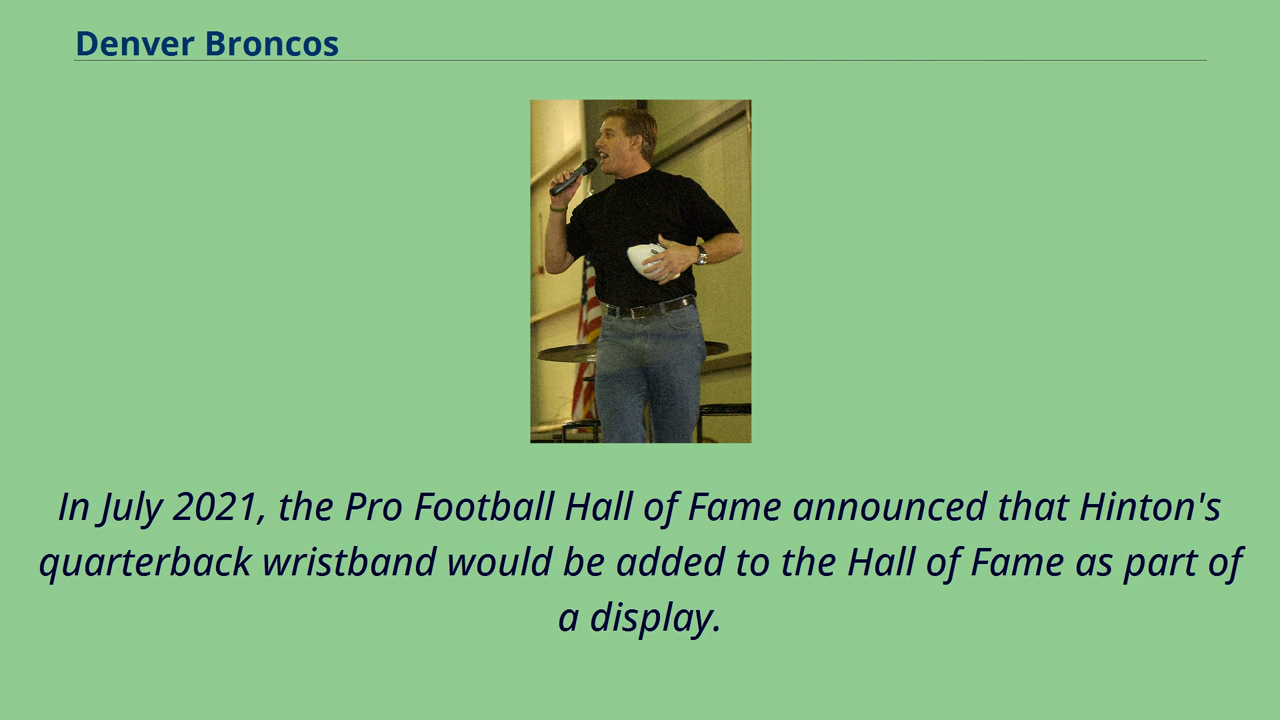 Denver Broncos
In July 2021, the Pro Football Hall of Fame announced that Hinton's
quarterback wristband would be added to the Hall of Fame as part of
a display.